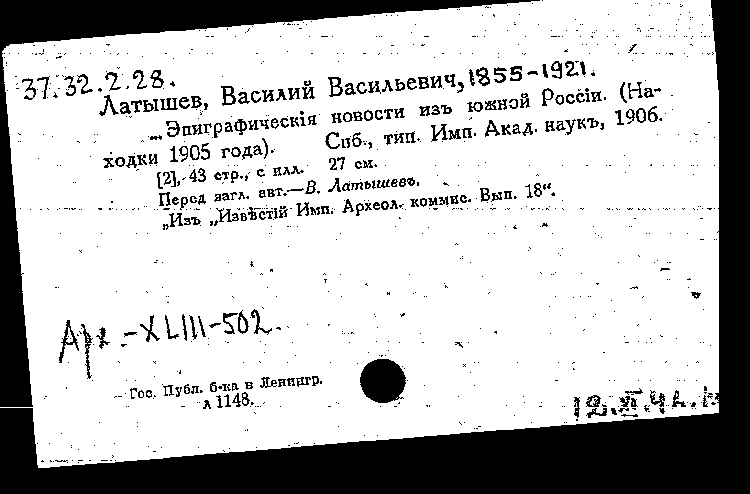 37.32.2.28.
Латышев, Василий Васильевич, 1855-1921.
„Эпиграфическія новости изъ южной Россіи. (На-
ходки 1905 года). Спб., тип. Имп. Акад. наукъ, 1906.
[2], 43 стр., с илл. 27 см.
Перед загл. авт.—В. Латышевъ.
„Изъ „Извѣстій Имп. Археол. коммис. Вып. 18“.
Арх.-XLIII-502.
Гос. Публ. б-ка в Ленингр.
л 1148.